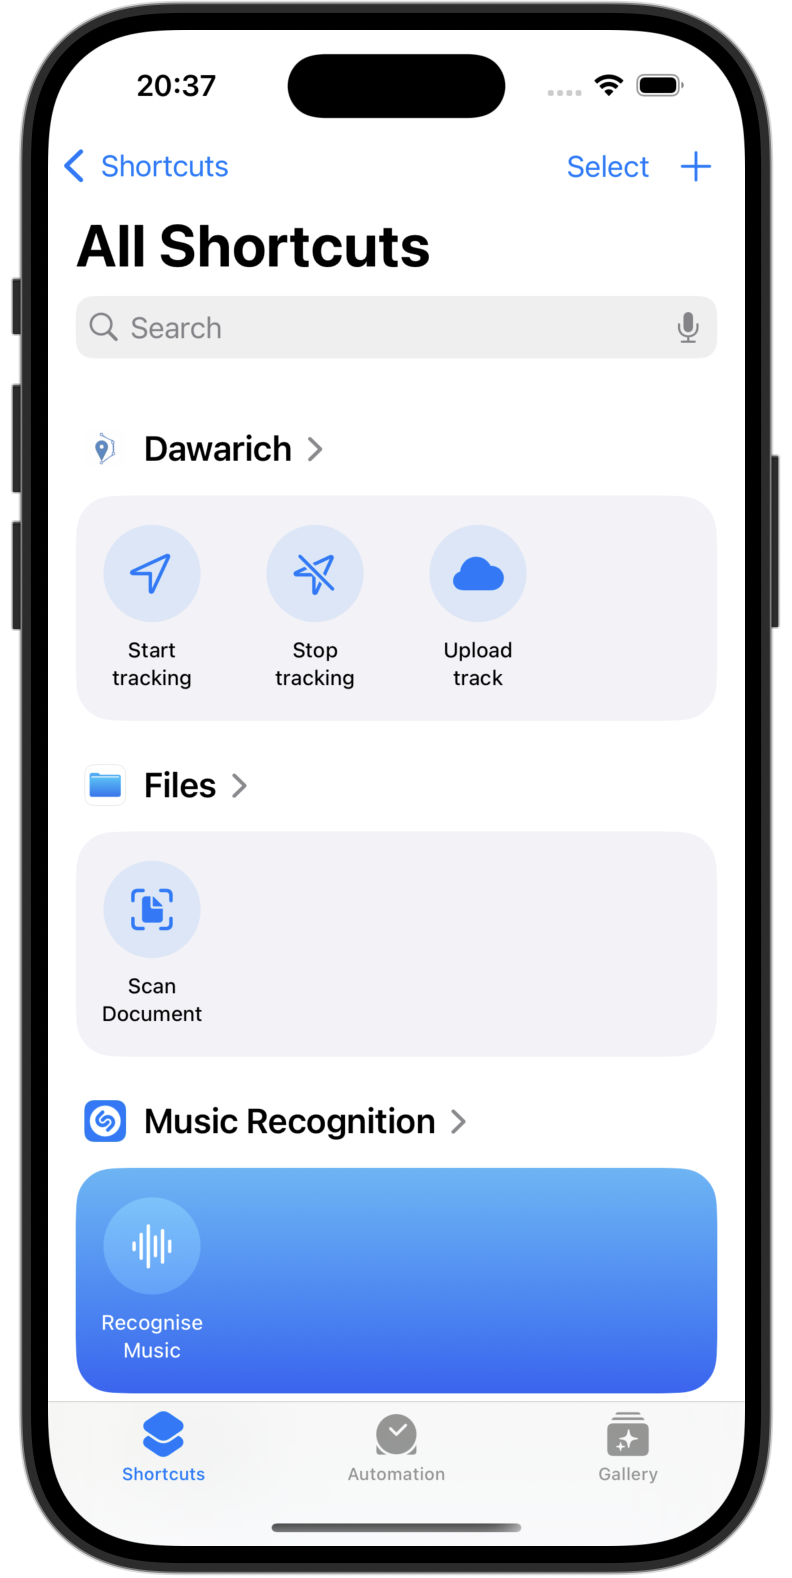 20:37
Shortcuts
Select
All Shortcuts
Search
Dawarich
Start
tracking
Stop
tracking
Upload
track
Files
Scan
Document
Music Recognition
Recognise
Music
Shortcuts
Automation
Gallery